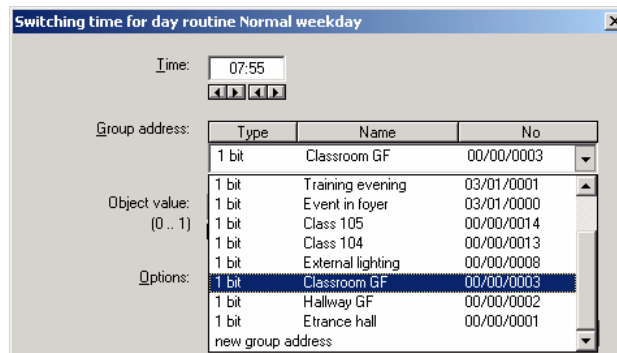 Switching time for day routine Normal weekday
Time: 07:55
Group address: Type Name No
1 bit Classroom GF 00/00/0003
1 bit Training evening 03/01/0001
Object value: 1 bit Event in foyer 03/01/0000
(0 .. 1) 1 bit Class 105 00/00/0014
1 bit Class 104 00/00/0013
1 bit External lighting 00/00/0008
Options: 1 bit Classroom GF 00/00/0003
1 bit Hallway GF 00/00/0002
1 bit Etrance hall 00/00/0001
new group address